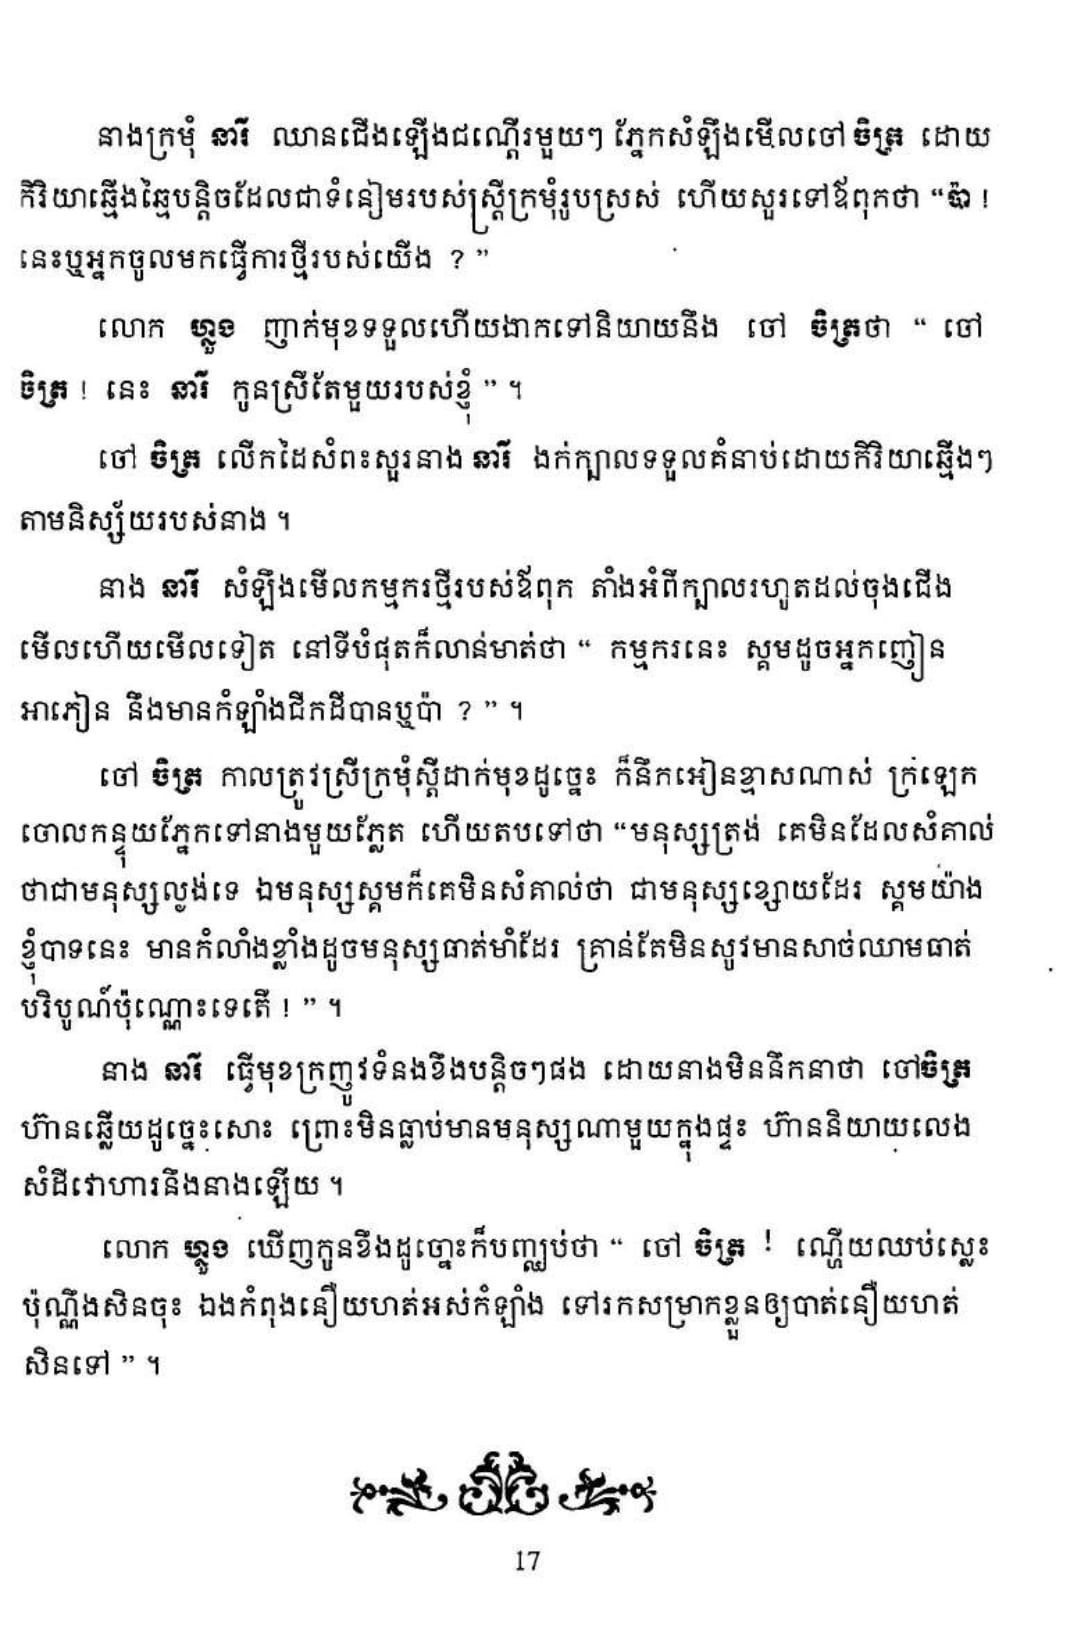 នាងក្រមុំ នារី ឈានជើងឡើងជណ្តើរមួយៗ ភ្នែកសំឡឹងមើលចៅ ចិត្រ ដោយ
កិរិយាឆ្មើងឆ្មៃបន្តិចដែលជាទំនៀមរបស់ស្ត្រីក្រមុំរូបស្រស់ ហើយសួរទៅឪពុកថា “ប៉ា !
នេះឬអ្នកចូលមកធ្វើការថ្មីរបស់យើង ? ”
លោក ហ្លួង ញាក់មុខទទួលហើយងាកទៅនិយាយនឹង ចៅ ចិត្រថា “ ចៅ
ចិត្រ ! នេះ នារី កូនស្រីតែមួយរបស់ខ្ញុំ ” ។
ចៅ ចិត្រ លើកដៃសំពះសួរនាង នារី ងក់ក្បាលទទួលគំនាប់ដោយកិរិយាឆ្មើងៗ
តាមនិស្ស័យរបស់នាង ។
នាង នារី សំឡឹងមើលកម្មករថ្មីរបស់ឪពុក តាំងអំពីក្បាលរហូតដល់ចុងជើង
មើលហើយមើលទៀត នៅទីបំផុតក៏លាន់មាត់ថា “ កម្មករនេះ ស្គមដូចអ្នកញៀន
អាភៀន នឹងមានកំឡាំងជីកដីបានឬប៉ា ? ” ។
ចៅ ចិត្រ កាលត្រូវស្រីក្រមុំស្តីដាក់មុខដូច្នេះ ក៏នឹកអៀនខ្មាសណាស់ ក្រឡេក
ចោលកន្ទុយភ្នែកទៅនាងមួយភ្លែត ហើយតបទៅថា “មនុស្សត្រង់ គេមិនដែលសំគាល់
ថាជាមនុស្សល្ងង់ទេ ឯមនុស្សស្គមក៏គេមិនសំគាល់ថា ជាមនុស្សខ្សោយដែរ ស្គមយ៉ាង
ខ្ញុំបាទនេះ មានកំលាំងខ្លាំងដូចមនុស្សធាត់មាំដែរ គ្រាន់តែមិនសូវមានសាច់ឈាមធាត់
បរិបូណ៌ប៉ុណ្ណោះទេតើ ! ” ។
នាង នារី ធ្វើមុខក្រញូវទំនងខឹងបន្តិចៗផង ដោយនាងមិននឹកនាថា ចៅចិត្រ
ហ៊ានឆ្លើយដូច្នេះសោះ ព្រោះមិនធ្លាប់មានមនុស្សណាមួយក្នុងផ្ទះ ហ៊ាននិយាយលេង
សំដីវោហារនឹងនាងឡើយ ។
លោក ហ្លួង ឃើញកូនខឹងដូច្នោះក៏បញ្ឈប់ថា “ ចៅ ចិត្រ ! ណ្ហើយឈប់ស្លេះ
ប៉ុណ្ណឹងសិនចុះ ឯងកំពុងនឿយហត់អស់កំឡាំង ទៅរកសម្រាកខ្លួនឲ្យបាត់នឿយហត់
សិនទៅ ” ។
17